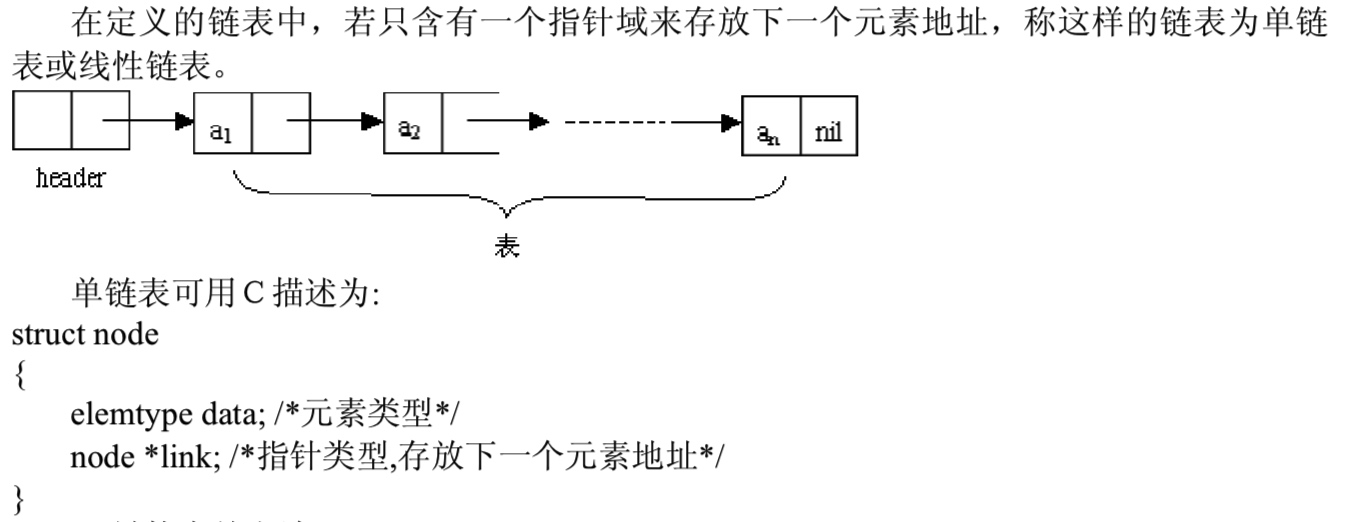 在定义的链表中，若只含有一个指针域来存放下一个元素地址，称这样的链表为单链
表或线性链表。
a1 a2 an nil
header
表
单链表可用 C 描述为:
struct node
{
elemtype data; /*元素类型*/
node *link; /*指针类型,存放下一个元素地址*/
}